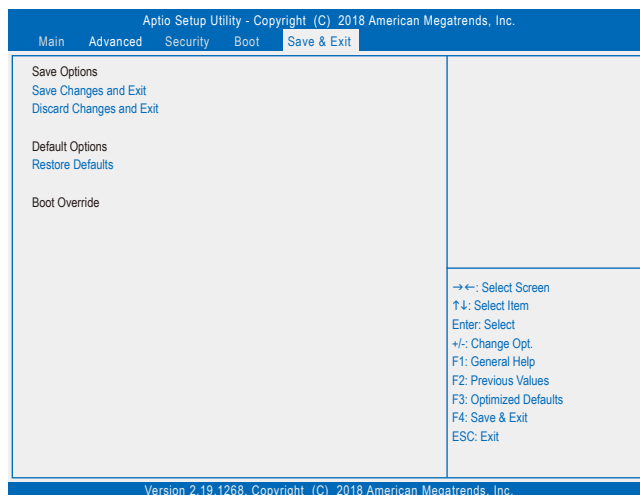 Aptio Setup Utility - Copyright (C) 2018 American Megatrends, Inc.
Main Advanced Security Boot Save & Exit
Save Options
Save Changes and Exit
Discard Changes and Exit
Default Options
Restore Defaults
Boot Override
→←: Select Screen
↑↓: Select Item
Enter: Select
+/-: Change Opt.
F1: General Help
F2: Previous Values
F3: Optimized Defaults
F4: Save & Exit
ESC: Exit
Version 2.19.1268. Copyright (C) 2018 American Megatrends, Inc.